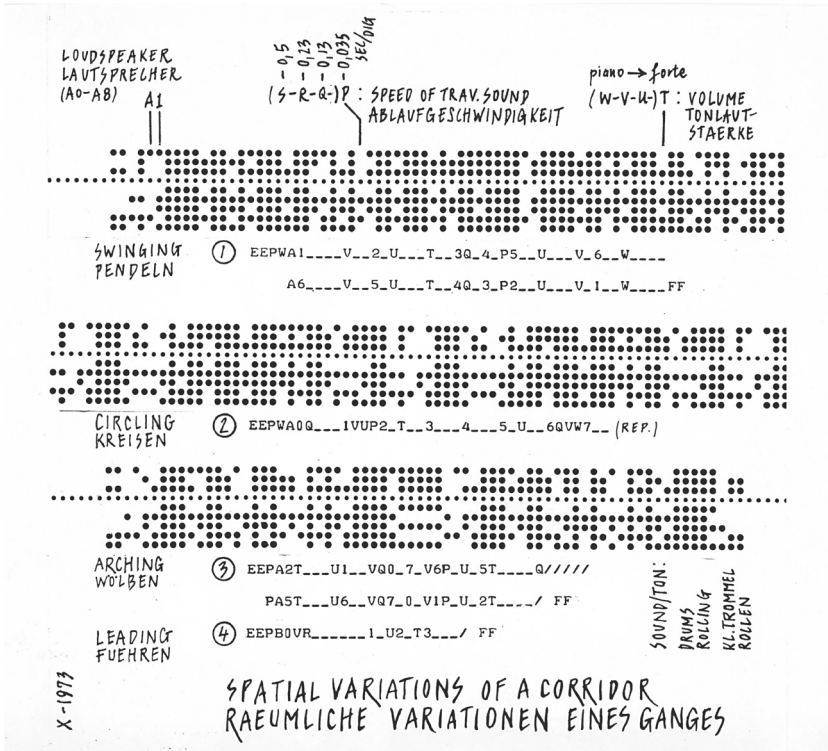 LOUDSPEAKER
LAUTSPRECHER
(A0-A8)
A1
0,5 0,23 0,13 0,035 SEC/DIG
(S-R-Q-)P : SPEED OF TRAV. SOUND
ABLAUFGESCHWINDIGKEIT
piano → forte
(W-V-U-)T : VOLUME
TONLAUT-
STAERKE
SWINGING
PENDELN
① EEPWA1____V__2_U___T__3Q_4_P5__U___V_6__W____
A6____V__5_U___T__4Q_3_P2__U___V_1__W____FF
CIRCLING
KREISEN
② EEPWA0Q___1VUP2_T__3___4___5_U__6QVW7__ (REP.)
ARCHING
WÖLBEN
③ EEPA2T___U1__VQ0_7_V6P_U_5T____Q/////
PA5T___U6__VQ7_0_V1P_U_2T____/ FF
LEADING
FUEHREN
④ EEPB0VR______1_U2_T3___/ FF
SOUND/TON:
DRUMS
ROLLING
KL.TROMMEL
ROLLEN
X-1973
SPATIAL VARIATIONS OF A CORRIDOR
RAEUMLICHE VARIATIONEN EINES GANGES